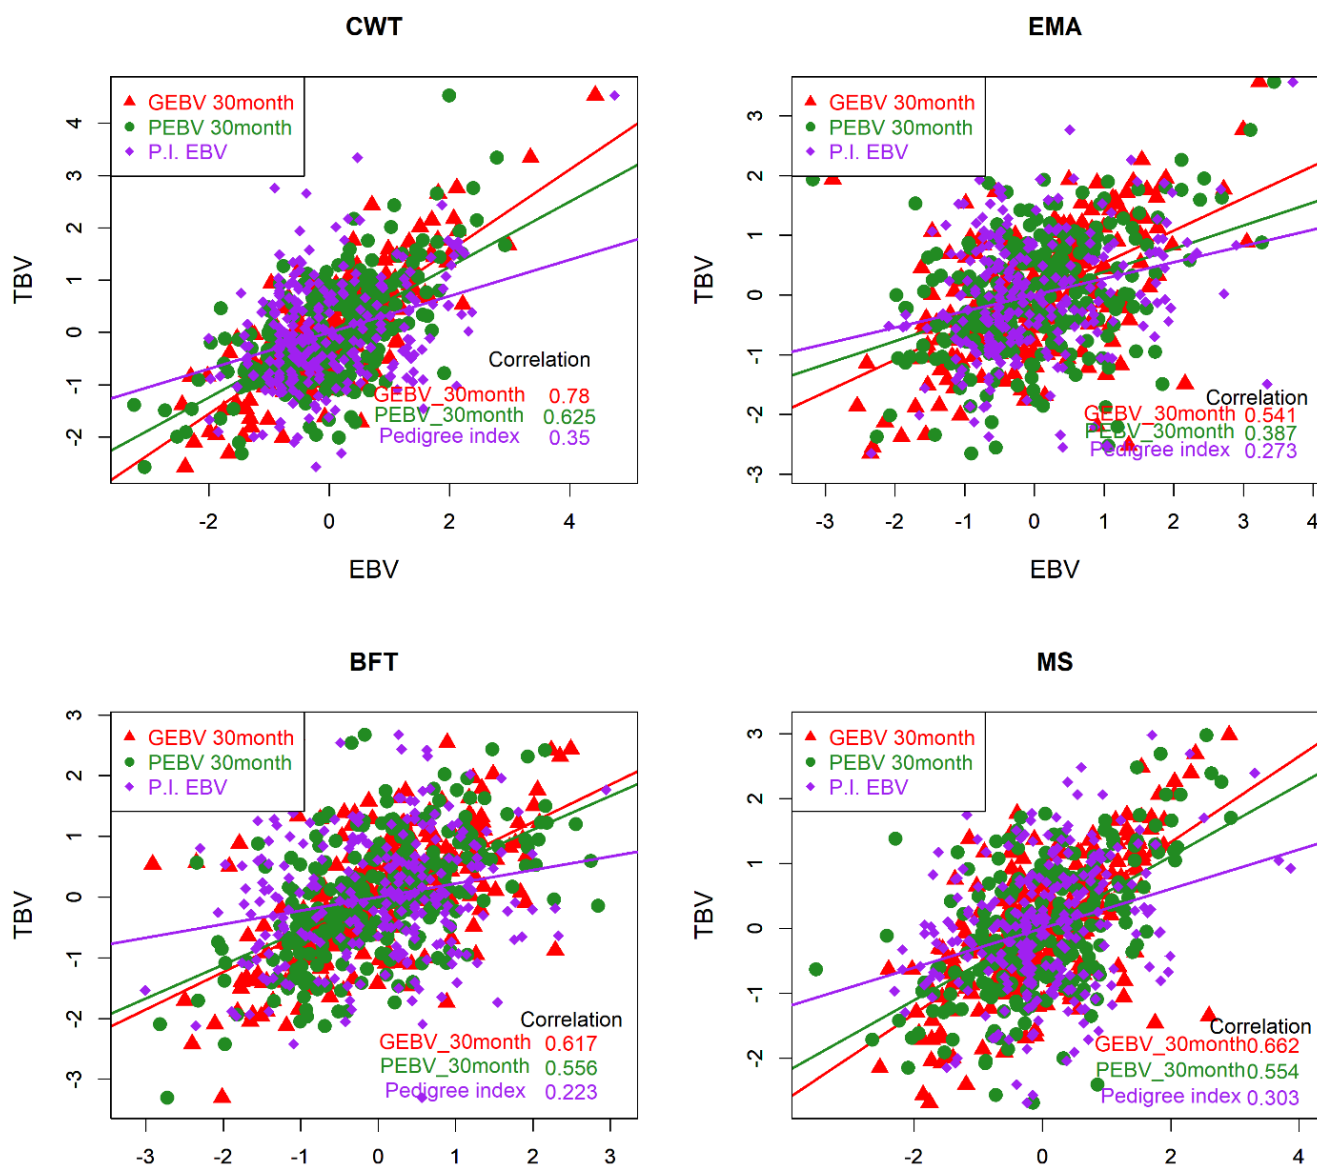 CWT
GEBV 30month
PEBV 30month
P.I. EBV
TBV
4
3
2
1
0
-1
-2
Correlation
GEBV_30month 0.78
PEBV_30month 0.625
Pedigree index 0.35
-2 0 2 4
EBV
EMA
GEBV 30month
PEBV 30month
P.I. EBV
TBV
3
2
1
0
-1
-2
-3
Correlation
GEBV_30month 0.541
PEBV_30month 0.387
Pedigree index 0.273
-3 -2 -1 0 1 2 3 4
EBV
BFT
GEBV 30month
PEBV 30month
P.I. EBV
TBV
3
2
1
0
-1
-2
-3
Correlation
GEBV_30month 0.617
PEBV_30month 0.556
Pedigree index 0.223
-3 -2 -1 0 1 2 3
MS
GEBV 30month
PEBV 30month
P.I. EBV
TBV
3
2
1
0
-1
-2
Correlation
GEBV_30month 0.662
PEBV_30month 0.554
Pedigree index 0.303
-2 0 2 4